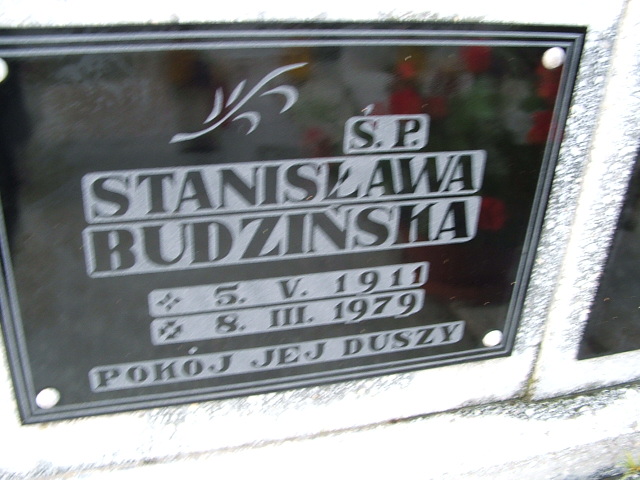 Ś. P.
STANISŁAWA
BUDZIŃSKA
5. V. 1911
8. III. 1979
POKÓJ JEJ DUSZY